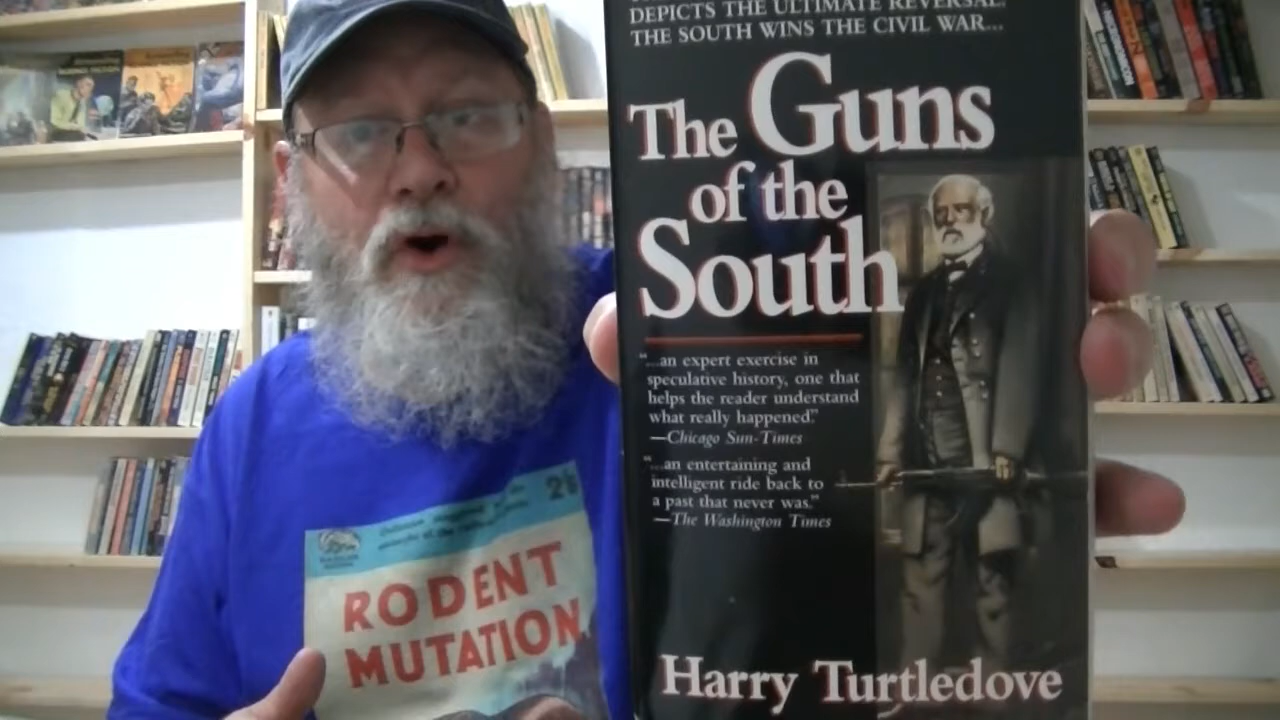 DEPICTS THE ULTIMATE REVERSAL.
THE SOUTH WINS THE CIVIL WAR...
The Guns
of the
South
"...an expert exercise in
speculative history, one that
helps the reader understand
what really happened."
—Chicago Sun-Times
"...an entertaining and
intelligent ride back to
a past that never was."
—The Washington Times
Harry Turtledove
2'6
RODENT
MUTATION